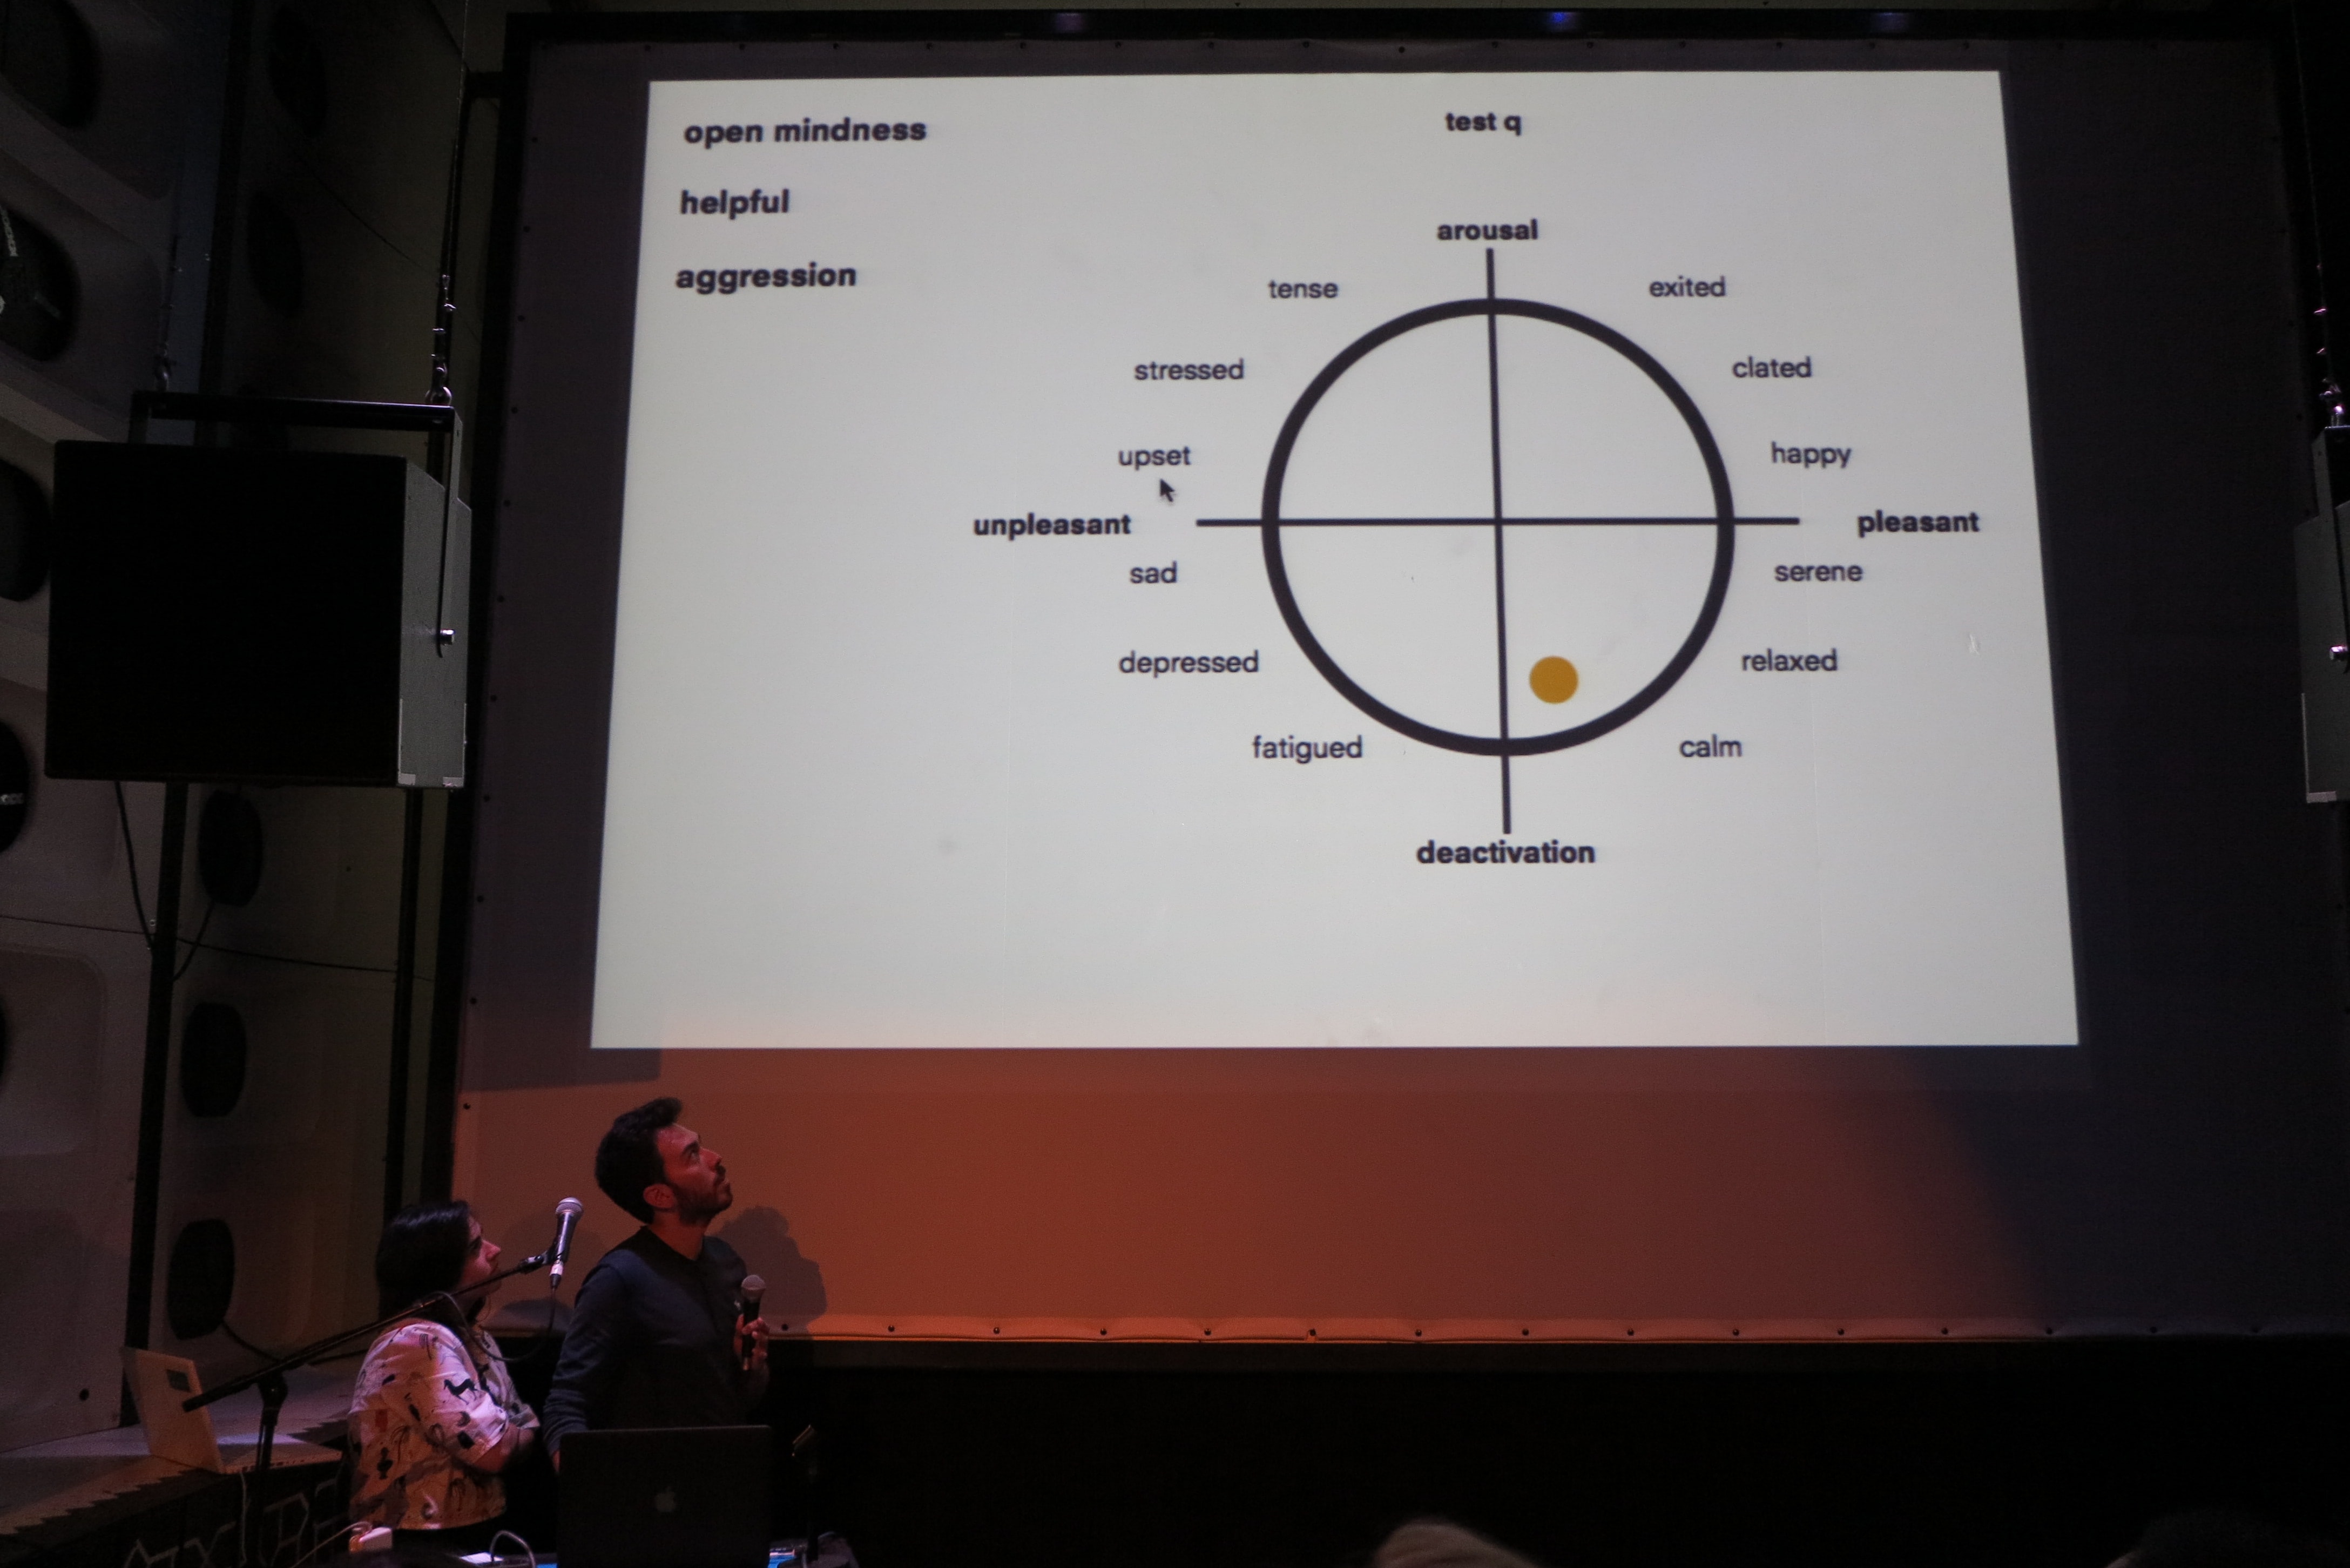 open mindness
test q
helpful
arousal
aggression
tense
exited
stressed
clated
upset
happy
unpleasant
pleasant
sad
serene
depressed
relaxed
fatigued
calm
deactivation